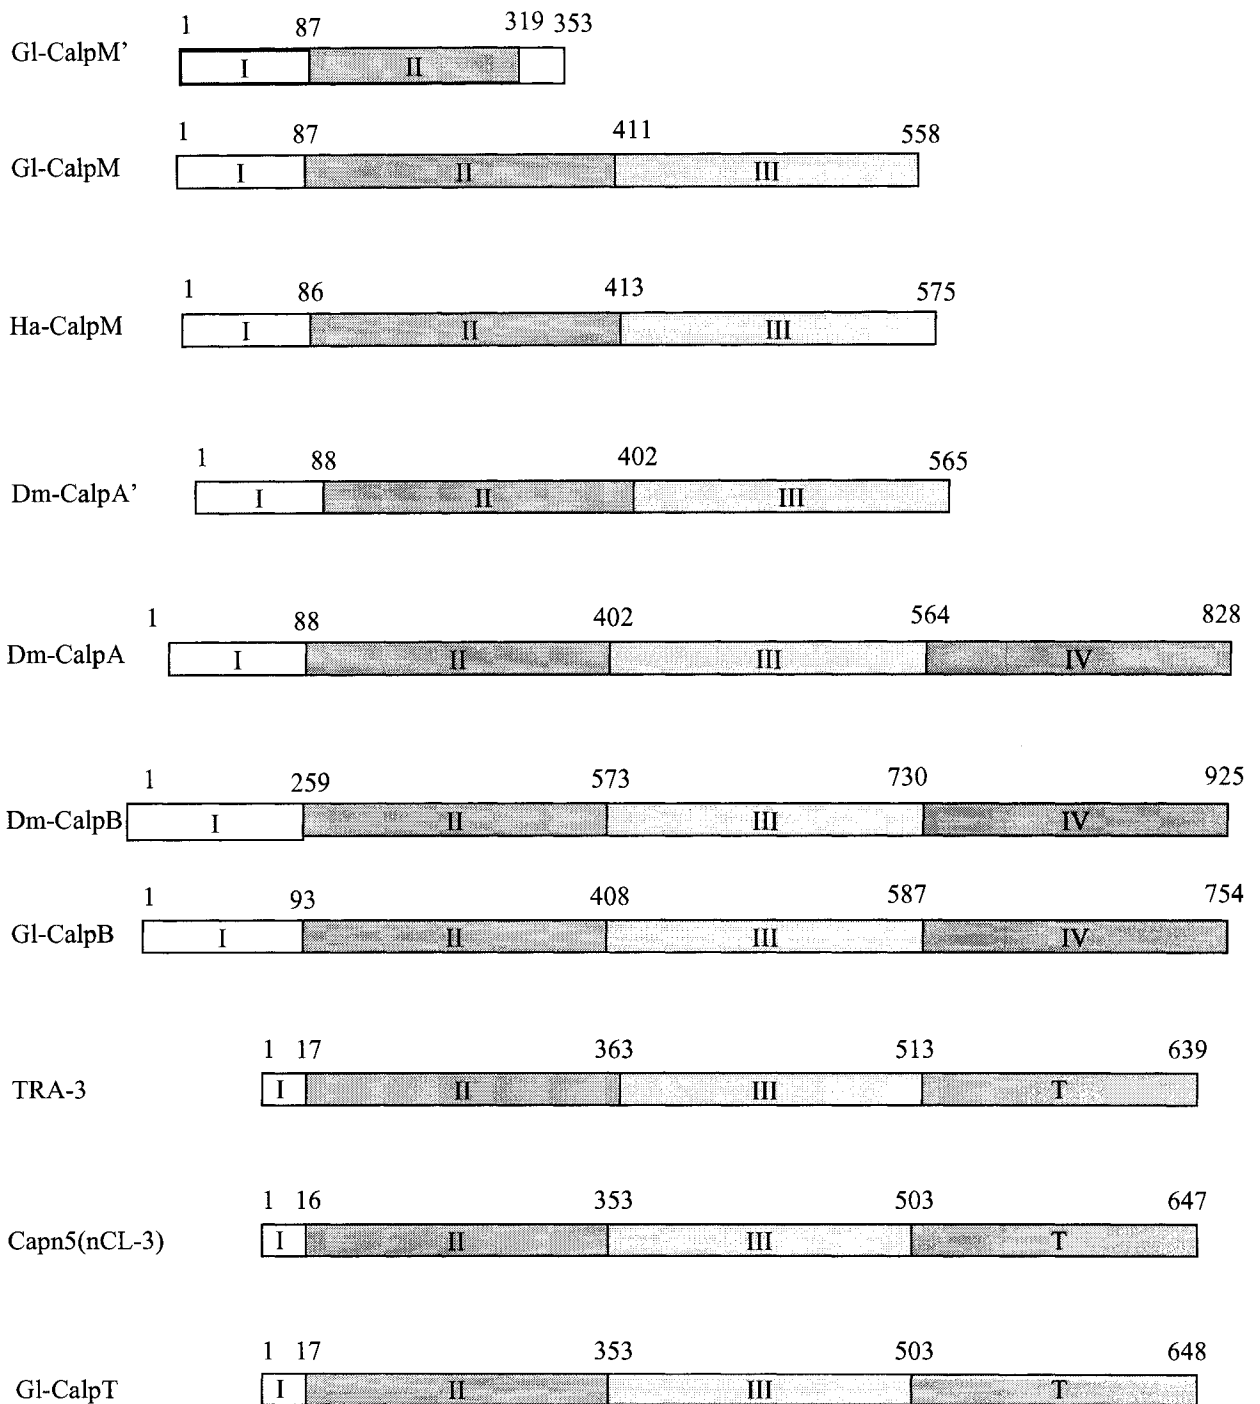 1 87 319 353
Gl-CalpM’ I II
1 87 411 558
Gl-CalpM I II III
1 86 413 575
Ha-CalpM I II III
1 88 402 565
Dm-CalpA’ I II III
1 88 402 564 828
Dm-CalpA I II III IV
1 259 573 730 925
Dm-CalpB I II III IV
1 93 408 587 754
Gl-CalpB I II III IV
1 17 363 513 639
TRA-3 I II III T
1 16 353 503 647
Capn5(nCL-3) I II III T
1 17 353 503 648
Gl-CalpT I II III T